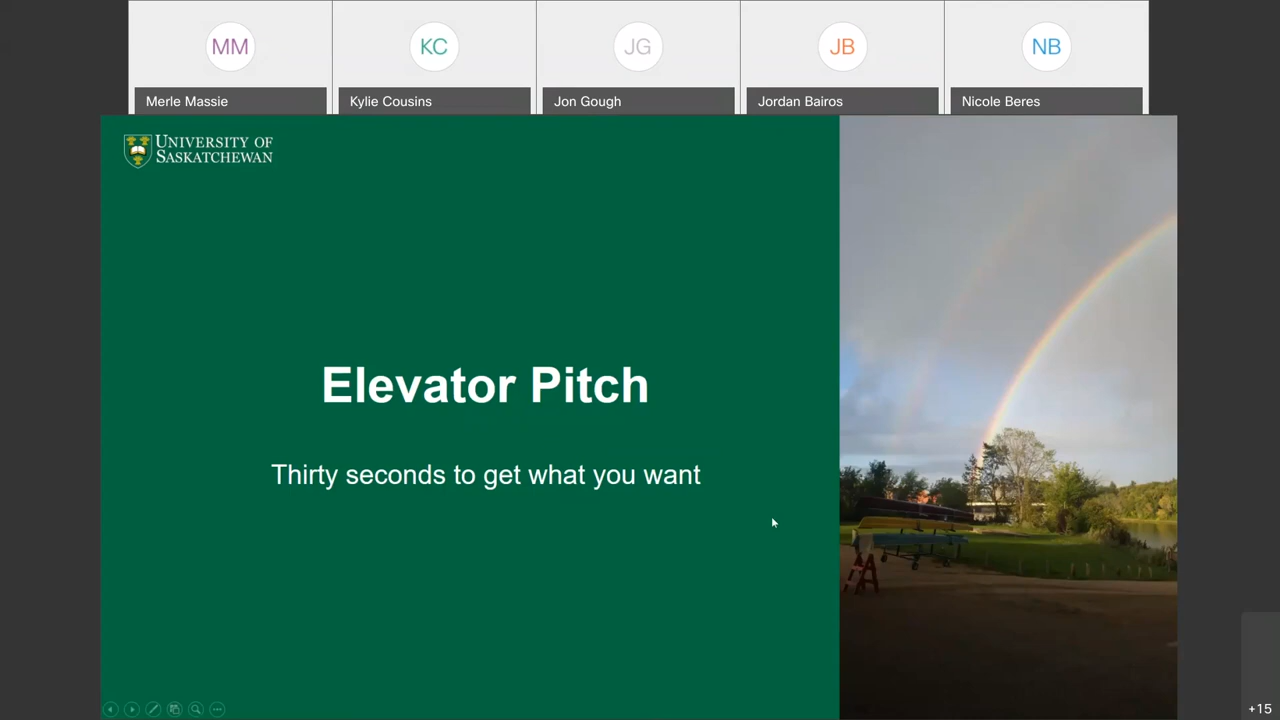 MM
KC
JG
JB
NB
Merle Massie
Kylie Cousins
Jon Gough
Jordan Bairos
Nicole Beres
UNIVERSITY OF
SASKATCHEWAN
Elevator Pitch
Thirty seconds to get what you want
+15